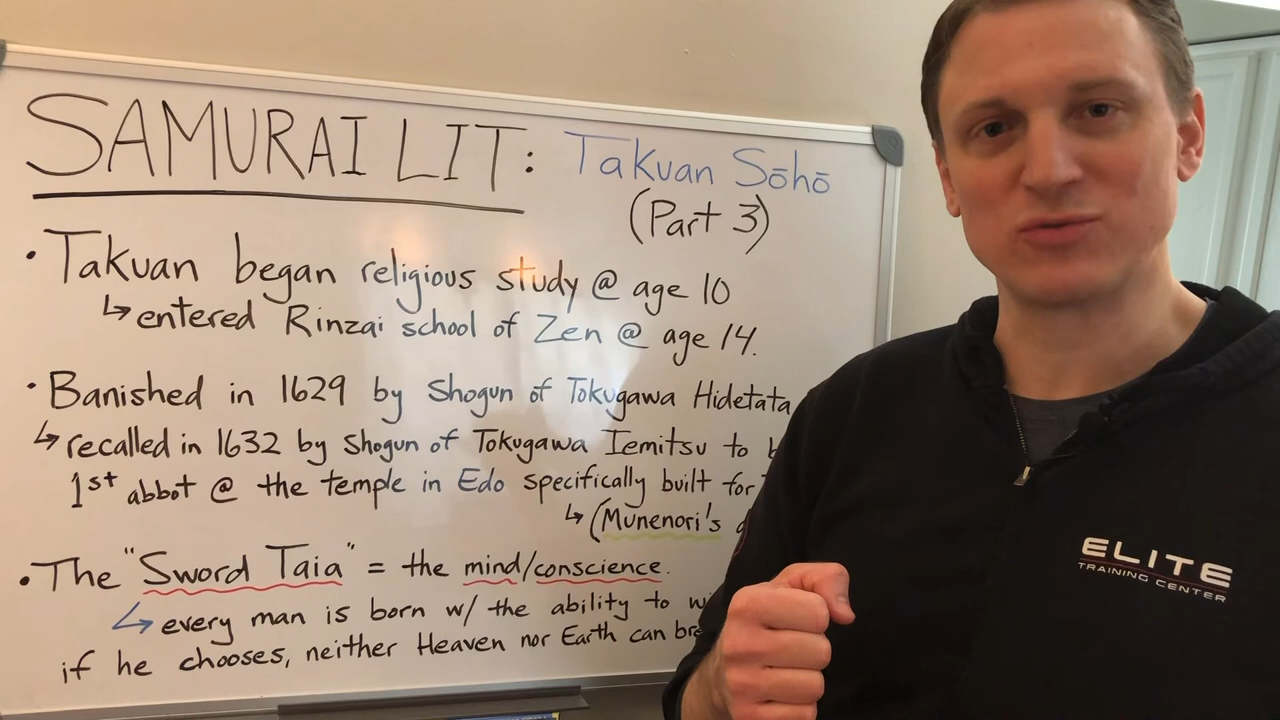 SAMURAI LIT: Takuan Sōhō
(Part 3)
• Takuan began religious study @ age 10
↳ entered Rinzai school of Zen @ age 14.
• Banished in 1629 by Shogun of Tokugawa Hidetata
↳ recalled in 1632 by Shogun of Tokugawa Iemitsu to
1st abbot @ the temple in Edo specifically built for
↳ (Munenori's
• The "Sword Taia" = the mind/conscience.
↳ every man is born w/ the ability to
if he chooses, neither Heaven nor Earth can
ELITE
TRAINING CENTER